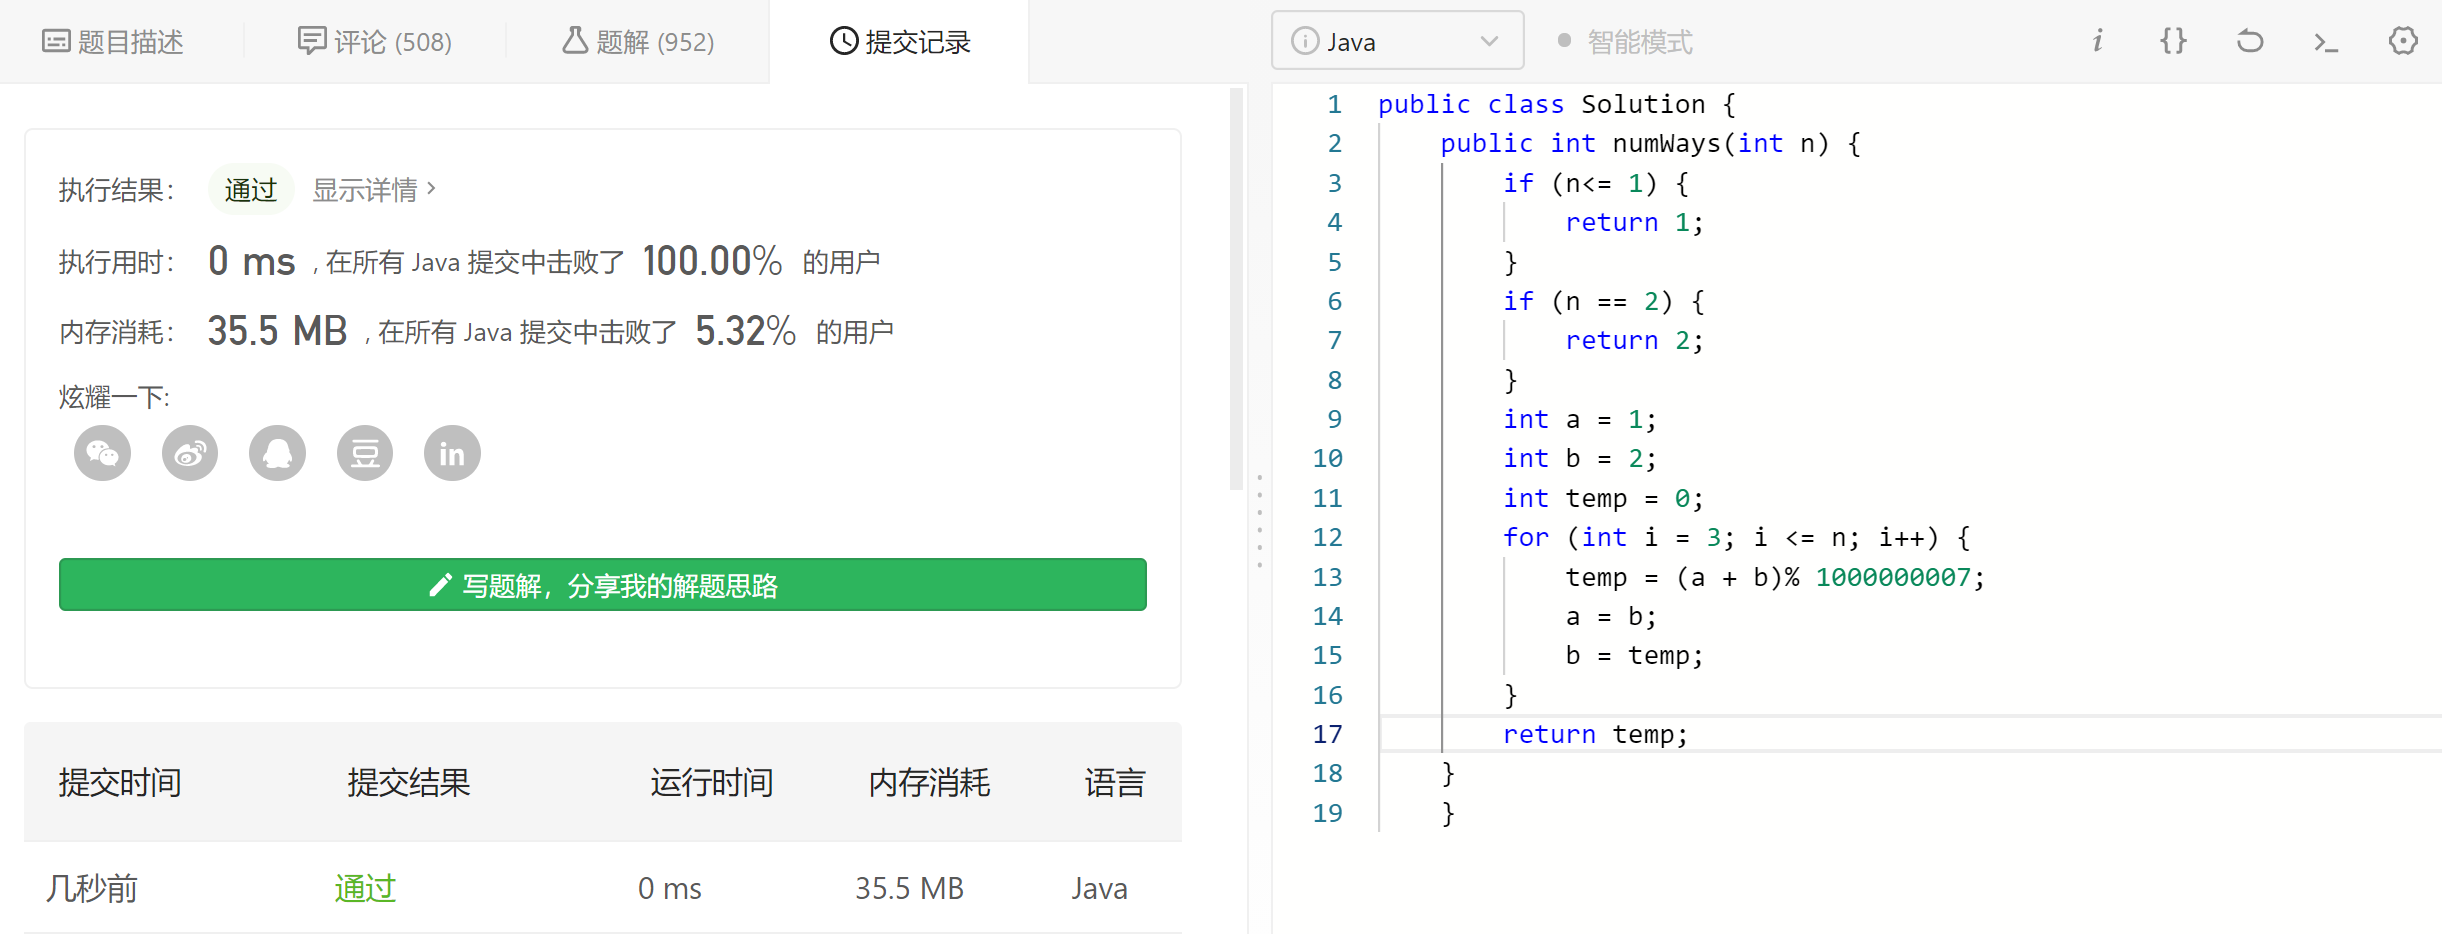 题目描述
评论 (508)
题解 (952)
提交记录
执行结果：
通过
显示详情 >
执行用时：
0 ms , 在所有 Java 提交中击败了 100.00% 的用户
内存消耗：
35.5 MB , 在所有 Java 提交中击败了 5.32% 的用户
炫耀一下:
豆
in
写题解，分享我的解题思路
提交时间 提交结果 运行时间 内存消耗 语言
几秒前 通过 0 ms 35.5 MB Java
i Java
智能模式
i {} >_
1 public class Solution {
2     public int numWays(int n) {
3         if (n<= 1) {
4             return 1;
5         }
6         if (n == 2) {
7             return 2;
8         }
9         int a = 1;
10         int b = 2;
11         int temp = 0;
12         for (int i = 3; i <= n; i++) {
13             temp = (a + b)% 1000000007;
14             a = b;
15             b = temp;
16         }
17         return temp;
18     }
19     }